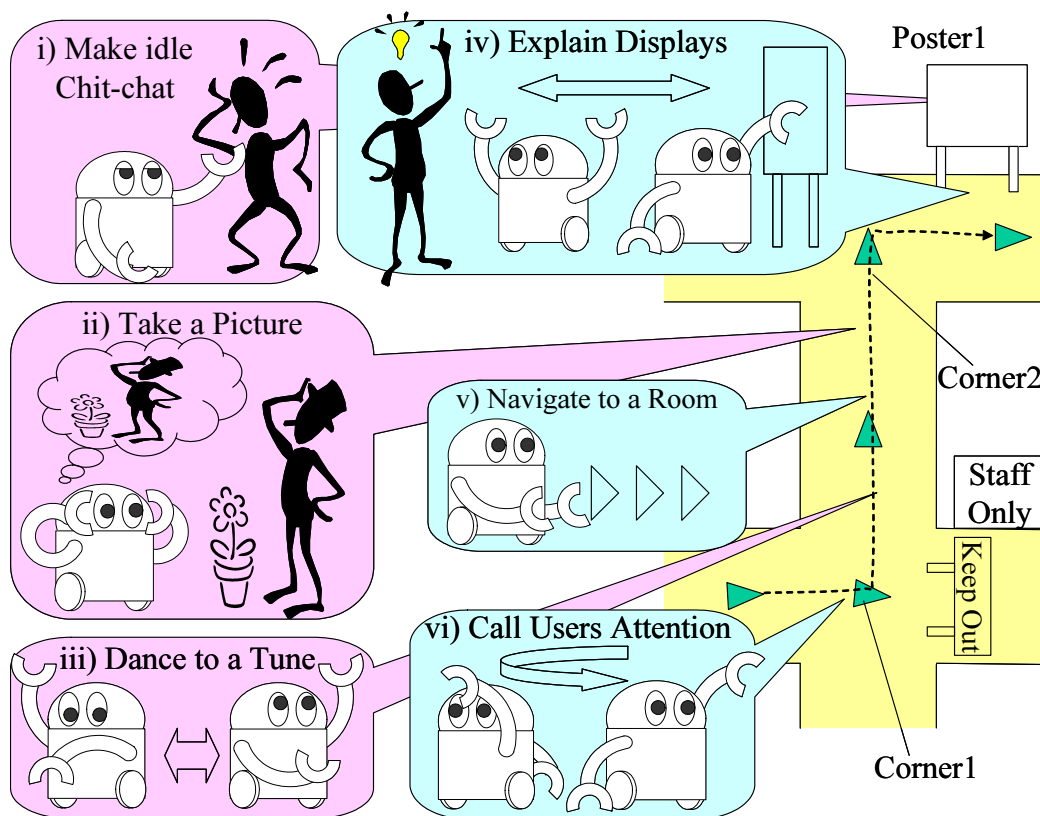 i) Make idle
Chit-chat
iv) Explain Displays
Poster1
ii) Take a Picture
v) Navigate to a Room
Corner2
Staff
Only
Keep Out
iii) Dance to a Tune
vi) Call Users Attention
Corner1